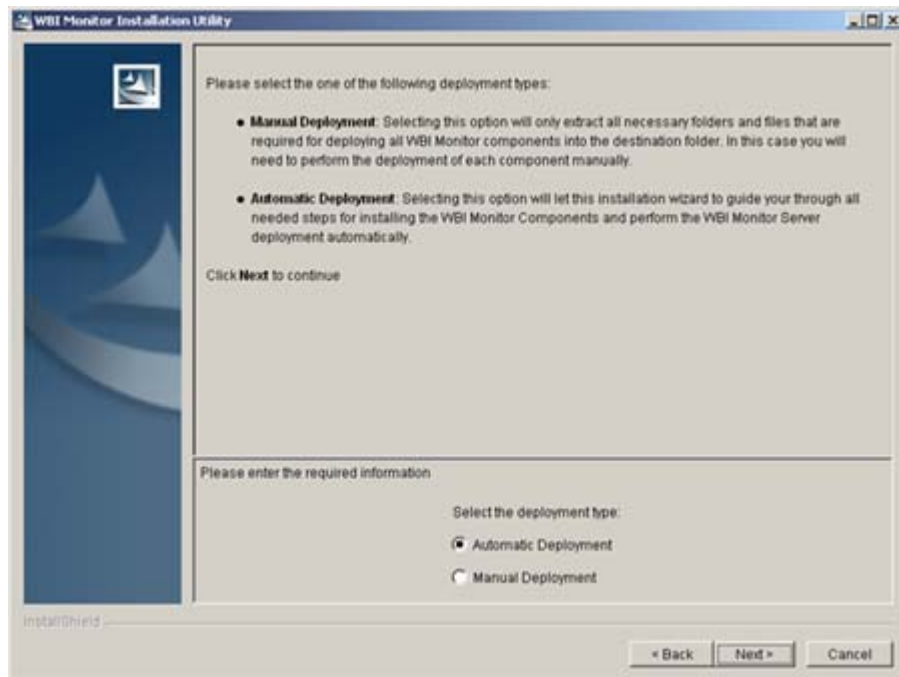 WBI Monitor Installation Utility
Please select the one of the following deployment types:
● Manual Deployment: Selecting this option will only extract all necessary folders and files that are
required for deploying all WBI Monitor components into the destination folder. In this case you will
need to perform the deployment of each component manually.
● Automatic Deployment: Selecting this option will let this installation wizard to guide your through all
needed steps for installing the WBI Monitor Components and perform the WBI Monitor Server
deployment automatically.
Click Next to continue
Please enter the required information
Select the deployment type:
Automatic Deployment
Manual Deployment
InstallShield
< Back
Next >
Cancel